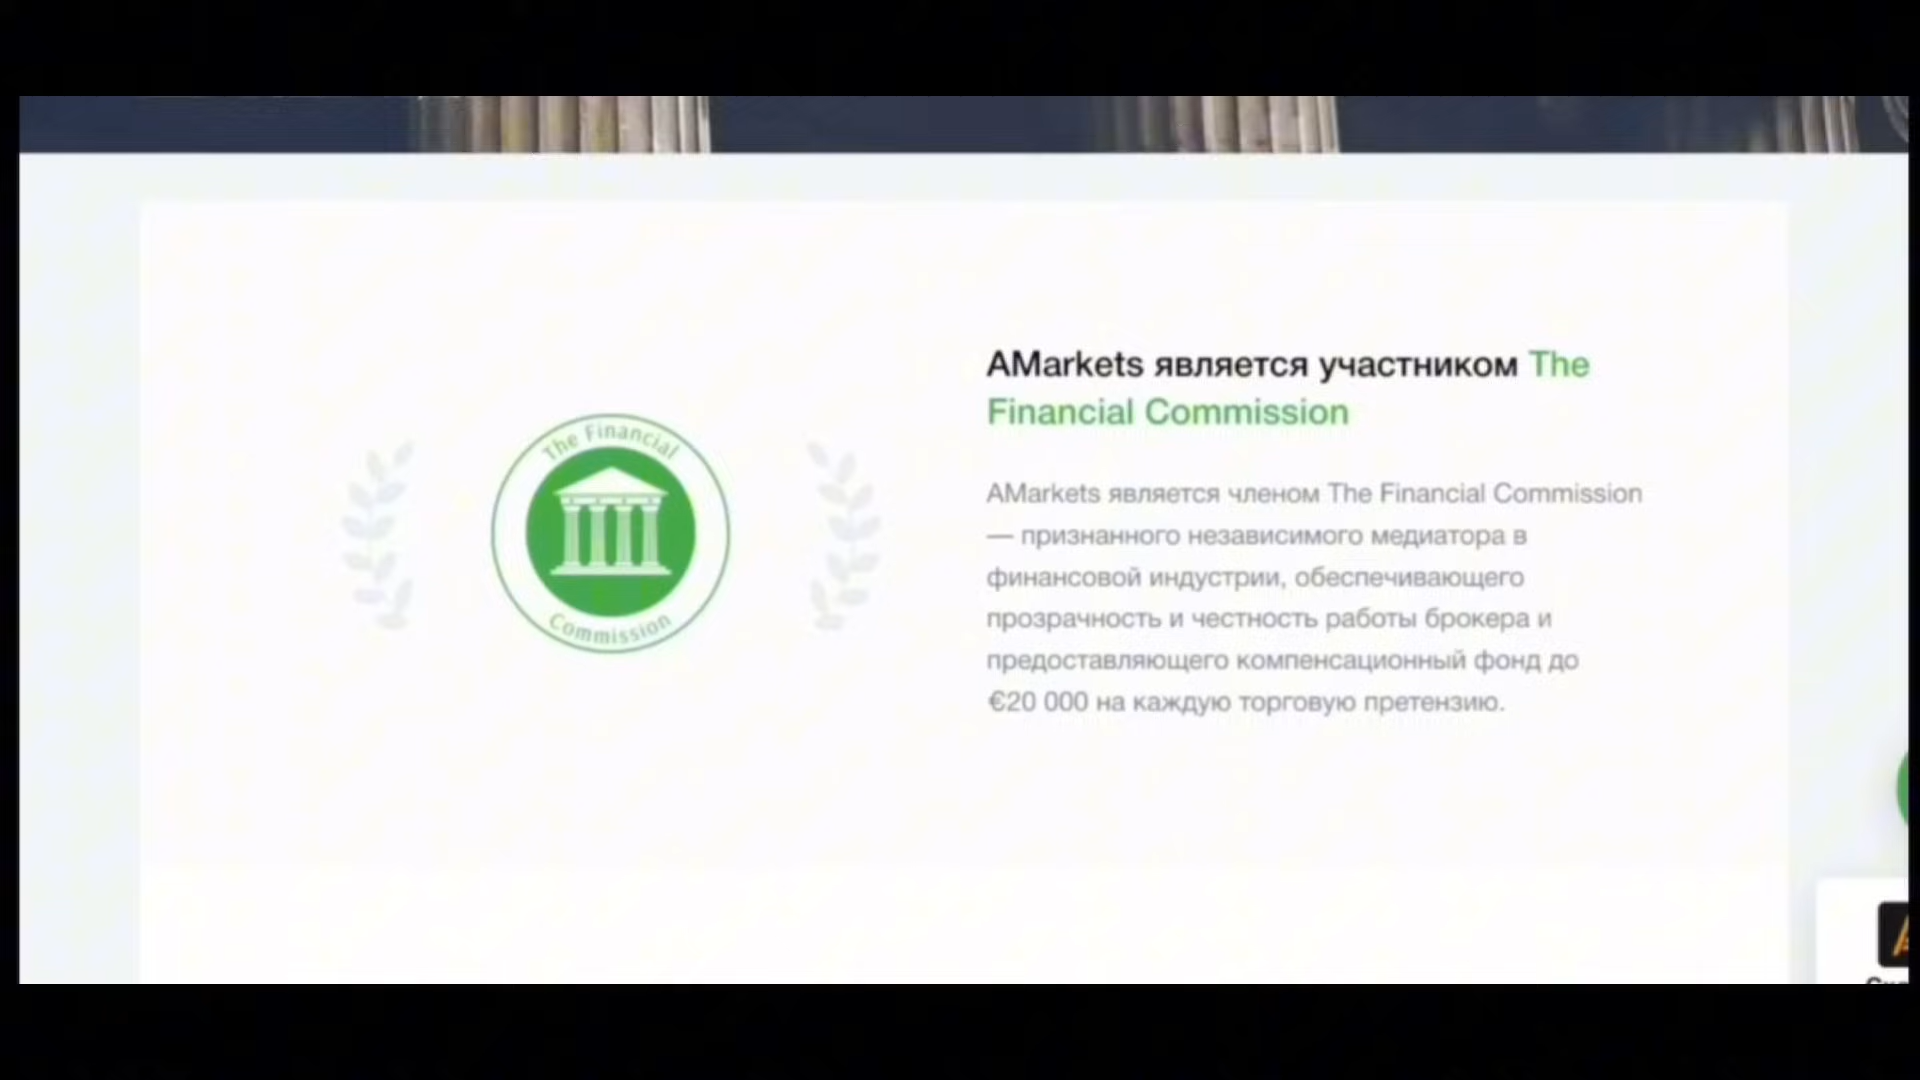 The Financial
Commission
AMarkets является участником The
Financial Commission
AMarkets является членом The Financial Commission
— признанного независимого медиатора в
финансовой индустрии, обеспечивающего
прозрачность и честность работы брокера и
предоставляющего компенсационный фонд до
€20 000 на каждую торговую претензию.